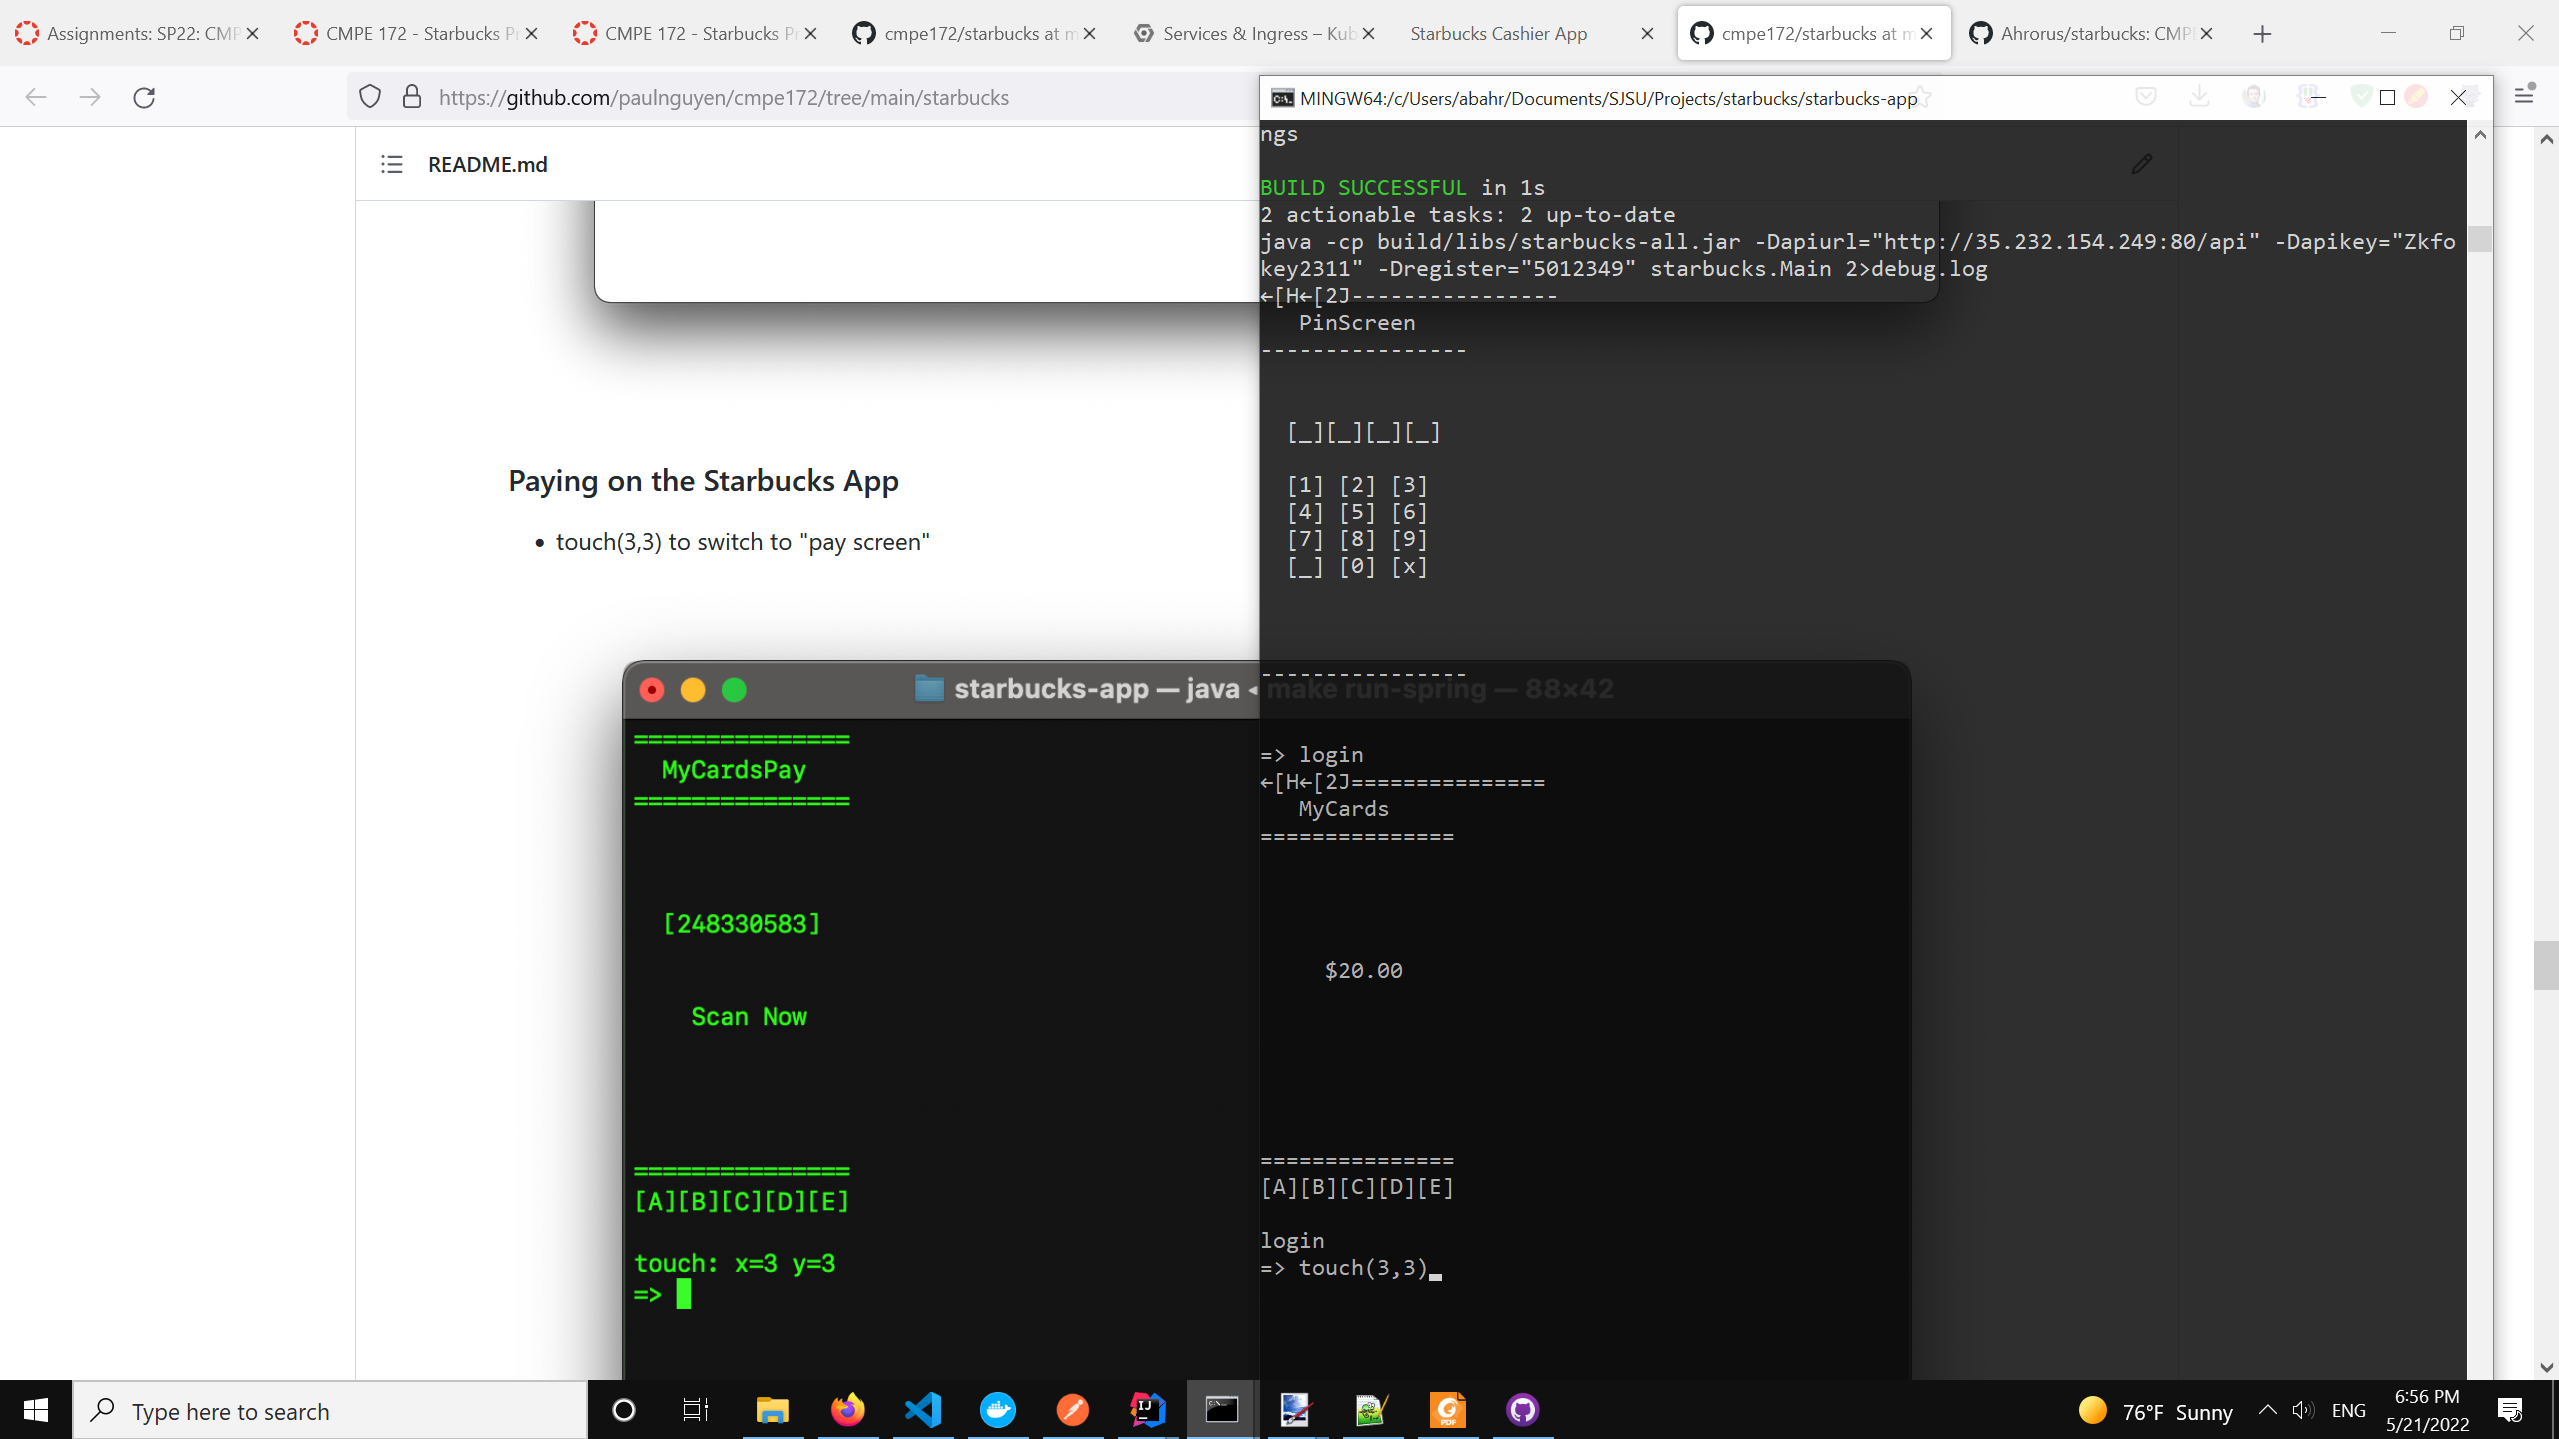 Assignments: SP22: CMP
CMPE 172 - Starbucks Pr
CMPE 172 - Starbucks Pr
cmpe172/starbucks at m
Services & Ingress – Kub
Starbucks Cashier App
cmpe172/starbucks at m
Ahrorus/starbucks: CMPE
https://github.com/paulnguyen/cmpe172/tree/main/starbucks
README.md
Paying on the Starbucks App
• touch(3,3) to switch to "pay screen"
starbucks-app — java ◂ make run-spring — 88×42
===============
MyCardsPay
===============
[248330583]
Scan Now
===============
[A][B][C][D][E]
touch: x=3 y=3
=>
MINGW64:/c/Users/abahr/Documents/SJSU/Projects/starbucks/starbucks-app
ngs
BUILD SUCCESSFUL in 1s
2 actionable tasks: 2 up-to-date
java -cp build/libs/starbucks-all.jar -Dapiurl="http://35.232.154.249:80/api" -Dapikey="Zkfo
key2311" -Dregister="5012349" starbucks.Main 2>debug.log
←[H←[2J----------------
PinScreen
----------------
[_][_][_][_]
[1] [2] [3]
[4] [5] [6]
[7] [8] [9]
[_] [0] [x]
----------------
=> login
←[H←[2J===============
MyCards
===============
$20.00
===============
[A][B][C][D][E]
login
=> touch(3,3)_
Type here to search
76°F Sunny
ENG
6:56 PM
5/21/2022